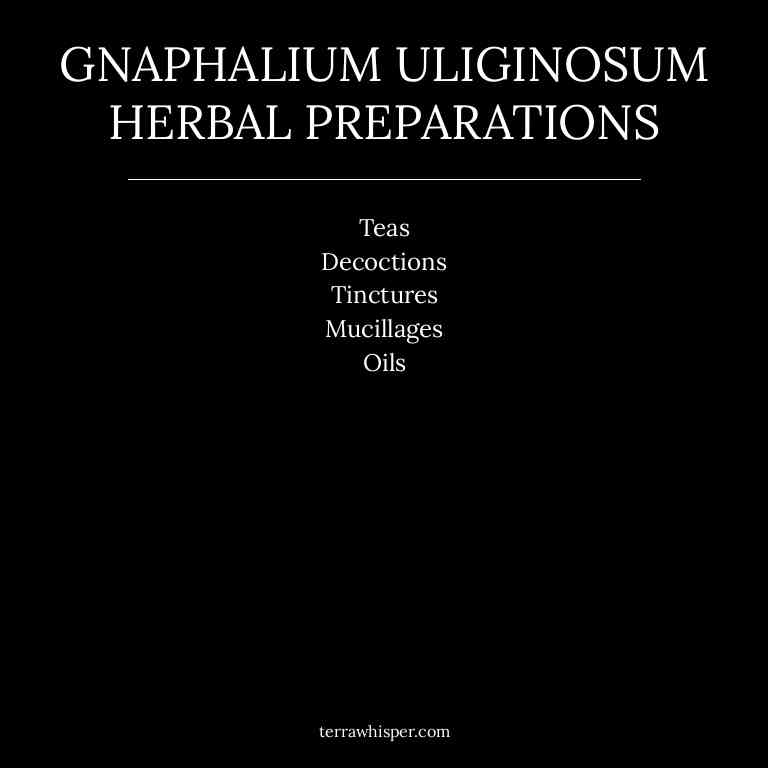 GNAPHALIUM ULIGINOSUM
HERBAL PREPARATIONS
Teas
Decoctions
Tinctures
Mucillages
Oils
terrawhisper.com